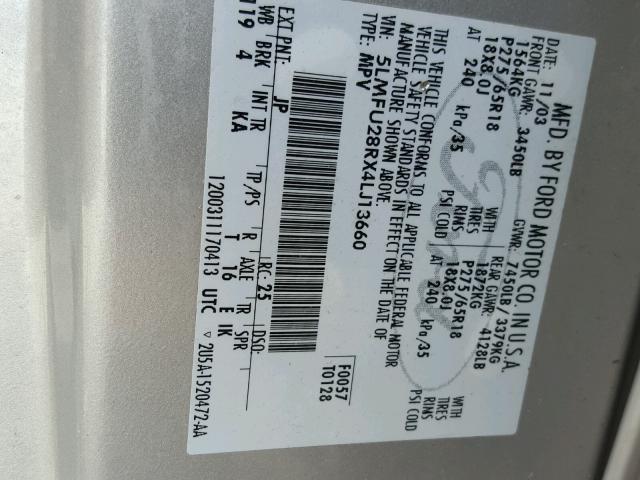 MFD. BY FORD MOTOR CO. IN U.S.A.
DATE: 11/03 GVWR: 7450LB / 3379KG
FRONT GAWR: 3450LB REAR GAWR: 4128LB
1564KG WITH 1872KG WITH
P275/65R18 TIRES P275/65R18 TIRES
18X8.0J RIMS 18X8.0J RIMS
AT 240 kPa/35 PSI COLD AT 240 kPa/35 PSI COLD
THIS VEHICLE CONFORMS TO ALL APPLICABLE FEDERAL MOTOR
VEHICLE SAFETY STANDARDS IN EFFECT ON THE DATE OF
MANUFACTURE SHOWN ABOVE.
VIN: 5LMFU28RX4LJ13660
TYPE: MPV
F0057
T0128
EXT PNT: JP RC: 25 DSO:
WB BRK INT TR TP/PS R AXLE TR SPR
119 4 KA T 16 E IK
12003111170413 UTC ▽ 2U5A-1520472-AA